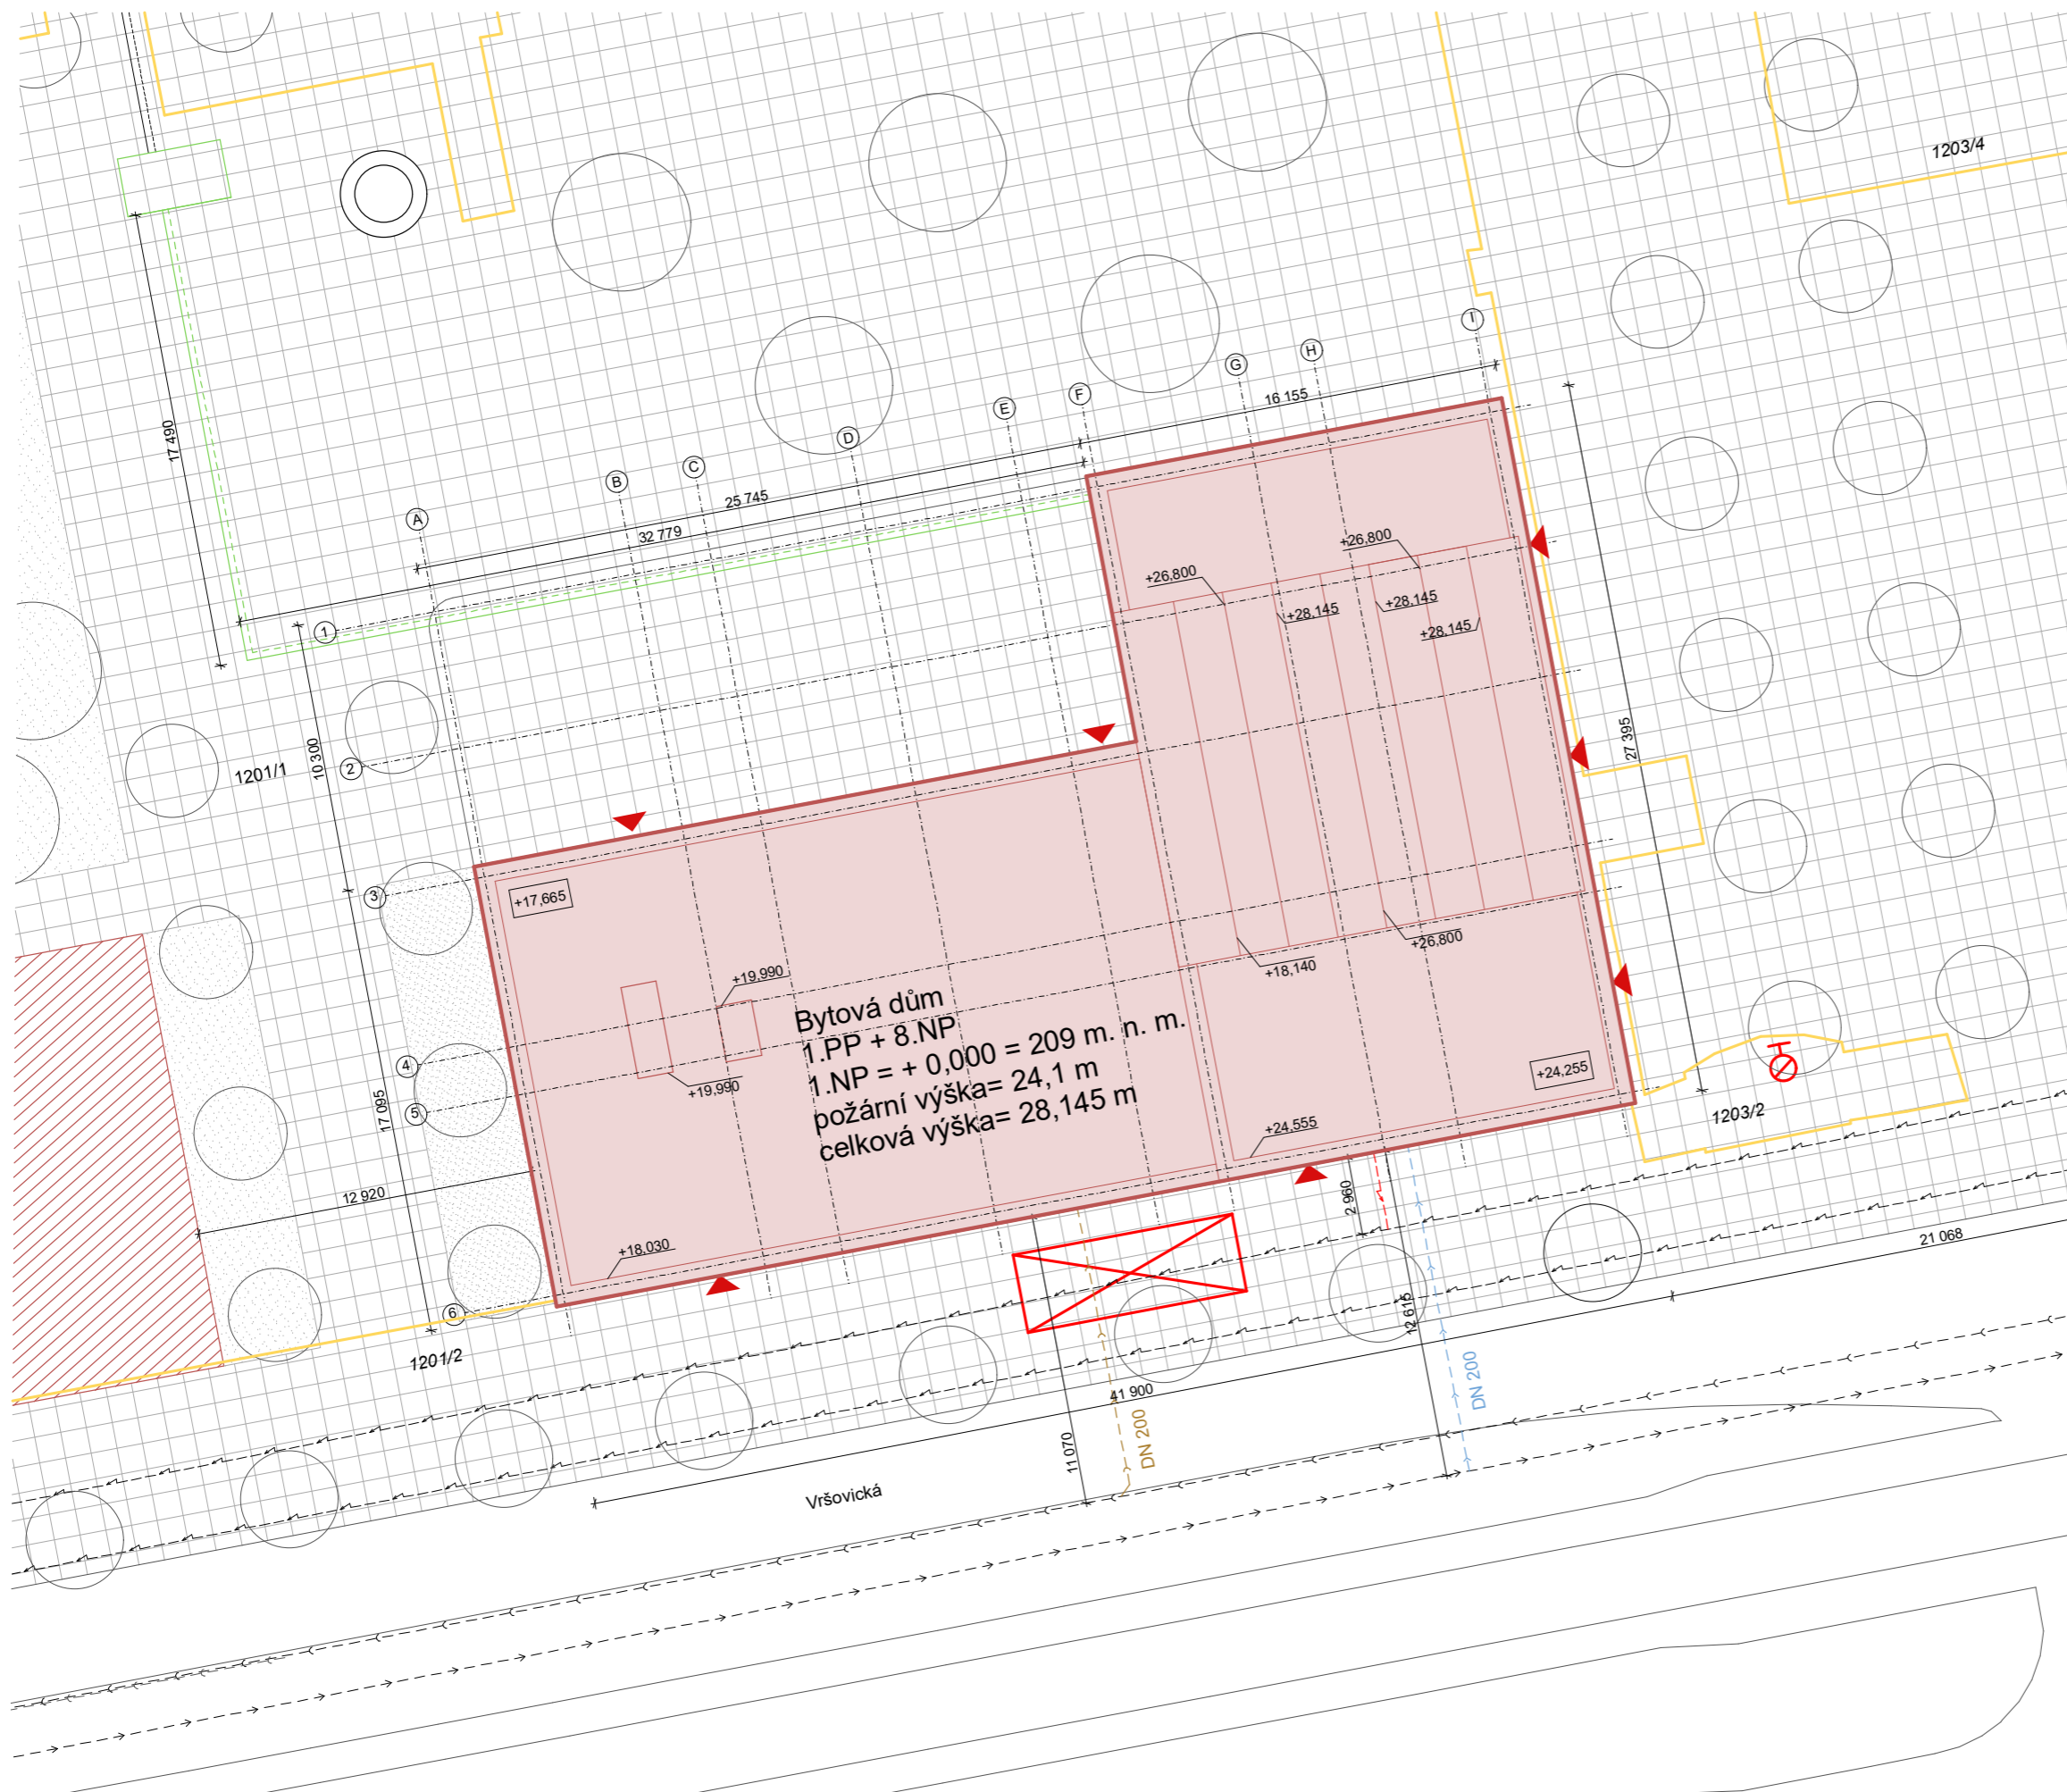 1203/4
17 490
I
H
G
F
E
D
C
B
A
16 155
25 745
32 779
+26,800
+26,800
+28,145
+28,145
+28,145
1
10 300
1201/1
2
27 395
3
+17,665
+26,800
+18,140
+19,990
+19,990
Bytová dům
1.PP + 8.NP
1.NP = + 0,000 = 209 m. n. m.
požární výška= 24,1 m
celková výška= 28,145 m
4
5
17 095
+24,255
+24,555
1203/2
12 920
2 960
+18.030
21 068
6
12 615
1201/2
41 900
DN 200
DN 200
11 070
Vršovická